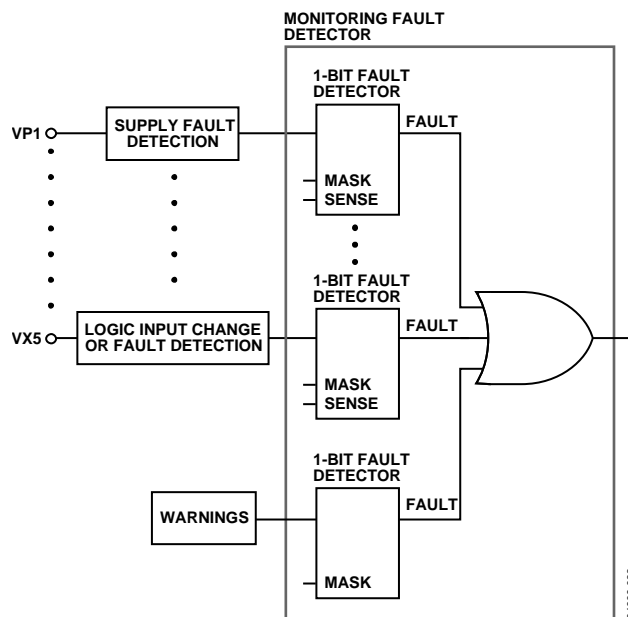 MONITORING FAULT
DETECTOR
1-BIT FAULT
DETECTOR
FAULT
VP1
SUPPLY FAULT
DETECTION
MASK
SENSE
1-BIT FAULT
DETECTOR
FAULT
VX5
LOGIC INPUT CHANGE
OR FAULT DETECTION
MASK
SENSE
1-BIT FAULT
DETECTOR
FAULT
WARNINGS
MASK